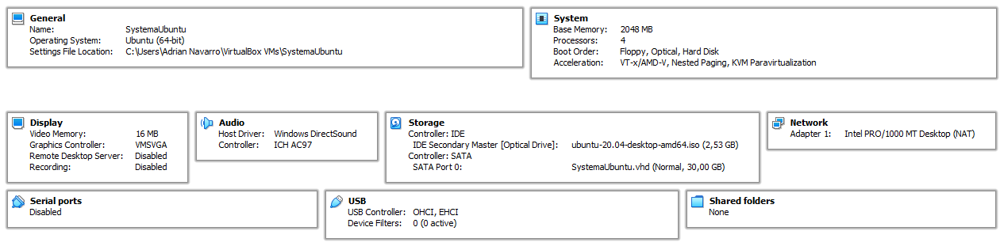 General
Name: SystemaUbuntu
Operating System: Ubuntu (64-bit)
Settings File Location: C:\Users\Adrian Navarro\VirtualBox VMs\SystemaUbuntu
System
Base Memory: 2048 MB
Processors: 4
Boot Order: Floppy, Optical, Hard Disk
Acceleration: VT-x/AMD-V, Nested Paging, KVM Paravirtualization
Display
Video Memory: 16 MB
Graphics Controller: VMSVGA
Remote Desktop Server: Disabled
Recording: Disabled
Audio
Host Driver: Windows DirectSound
Controller: ICH AC97
Storage
Controller: IDE
IDE Secondary Master [Optical Drive]: ubuntu-20.04-desktop-amd64.iso (2,53 GB)
Controller: SATA
SATA Port 0: SystemaUbuntu.vhd (Normal, 30,00 GB)
Network
Adapter 1: Intel PRO/1000 MT Desktop (NAT)
Serial ports
Disabled
USB
USB Controller: OHCI, EHCI
Device Filters: 0 (0 active)
Shared folders
None